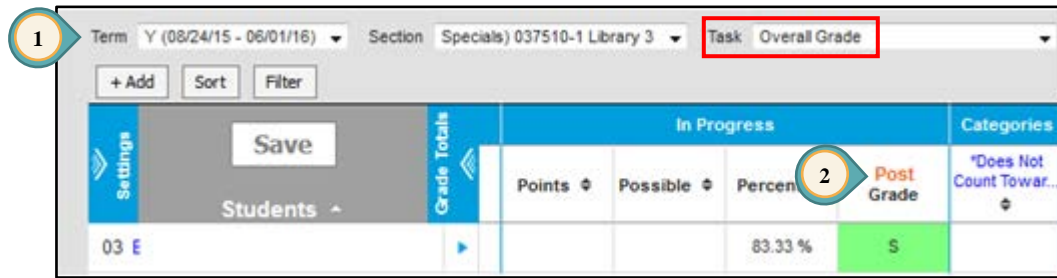 1 Term Y (08/24/15 - 06/01/16) Section Specials) 037510-1 Library 3 Task Overall Grade
+ Add Sort Filter
Settings Save Students Grade Totals
In Progress Categories
Points Possible Percen 2 Post Grade *Does Not Count Towar...
03 E 83.33 % S